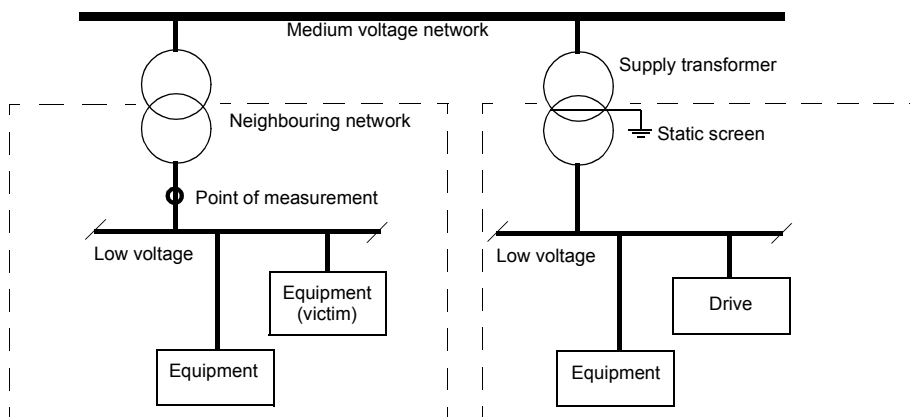 Medium voltage network
Supply transformer
Neighbouring network
Static screen
Point of measurement
Low voltage
Low voltage
Equipment
(victim)
Drive
Equipment
Equipment